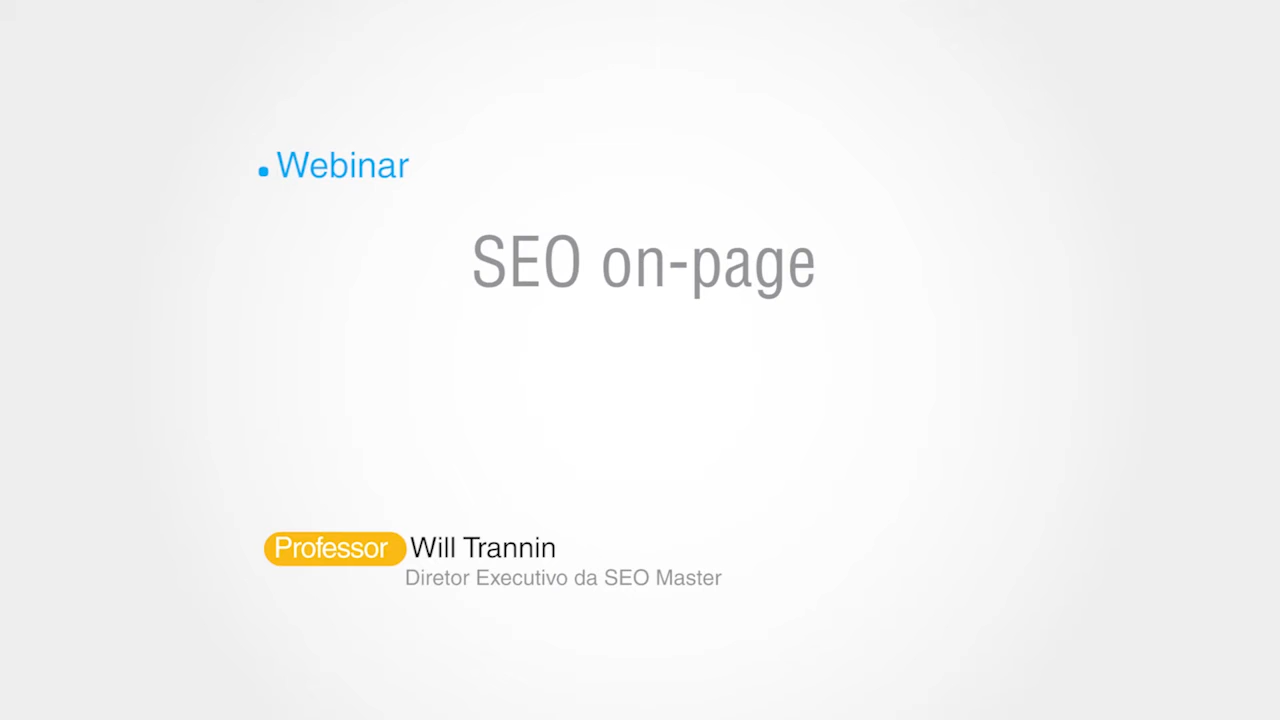 Webinar
SEO on-page
Professor Will Trannin
Diretor Executivo da SEO Master